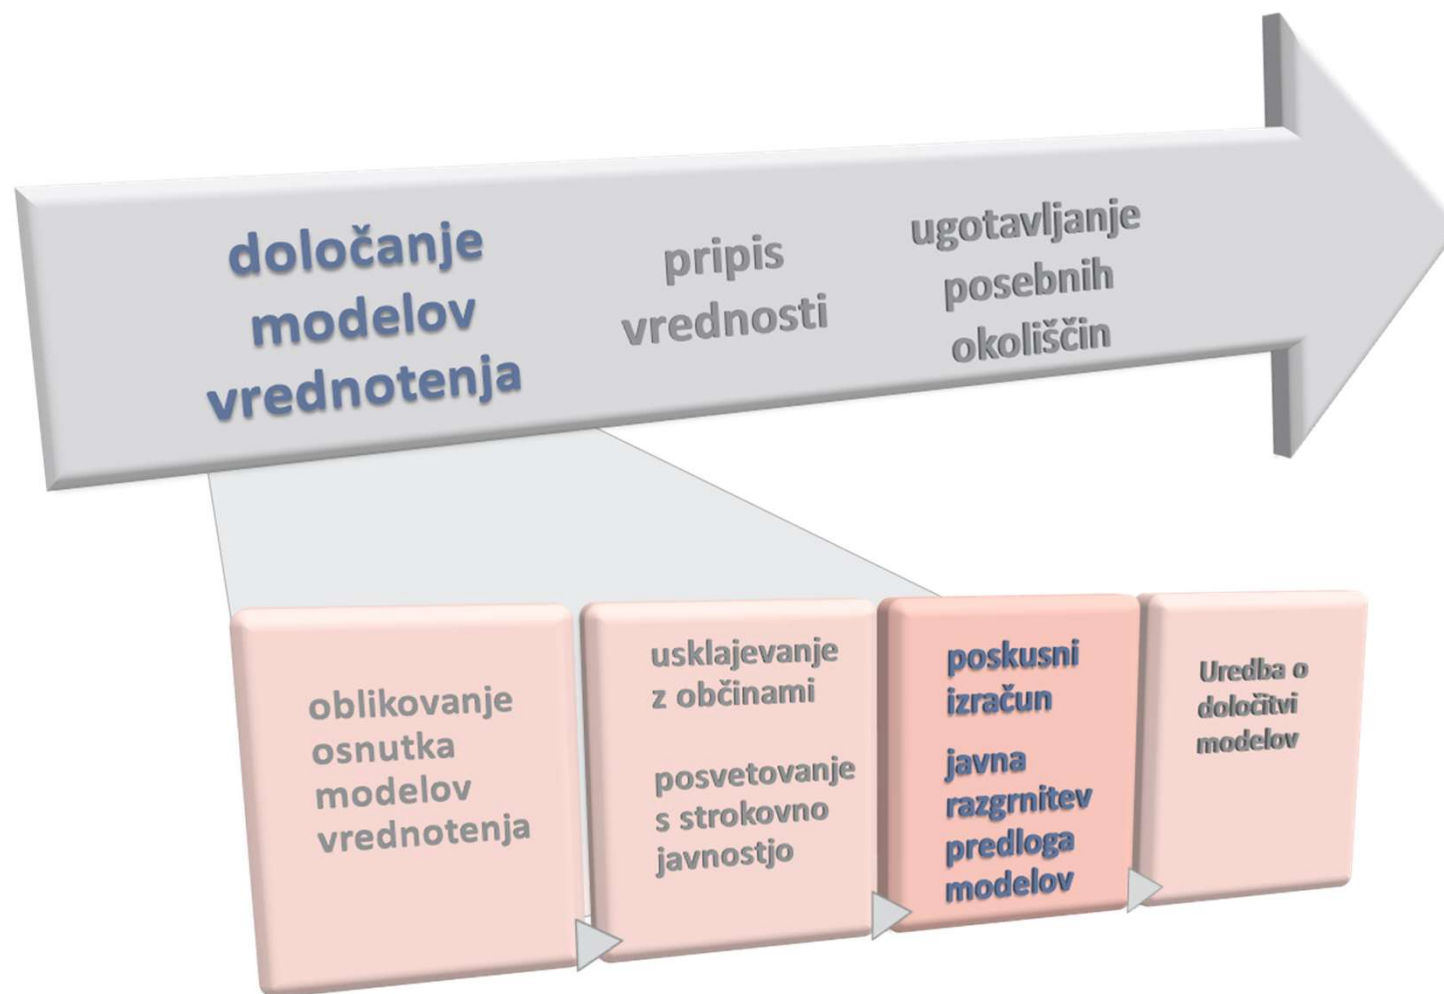 določanje
modelov
vrednotenja
pripis
vrednosti
ugotavljanje
posebnih
okoliščin
oblikovanje
osnutka
modelov
vrednotenja
usklajevanje
z občinami
posvetovanje
s strokovno
javnostjo
poskusni
izračun
javna
razgrnitev
predloga
modelov
Uredba o
določitvi
modelov